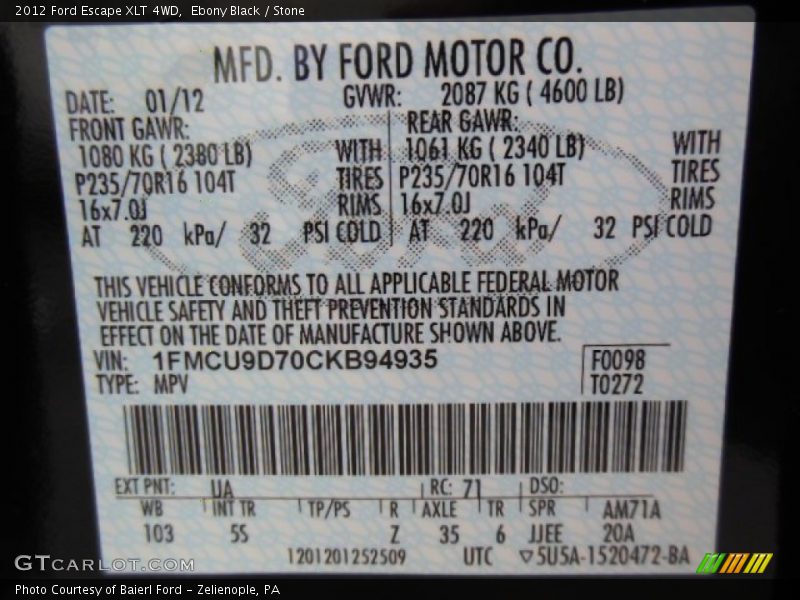 2012 Ford Escape XLT 4WD, Ebony Black / Stone
MFD. BY FORD MOTOR CO.
DATE: 01/12 GVWR: 2087 KG ( 4600 LB)
FRONT GAWR: REAR GAWR:
1080 KG ( 2380 LB) WITH 1061 KG ( 2340 LB) WITH
P235/70R16 104T TIRES P235/70R16 104T TIRES
16x7.0J RIMS 16x7.0J RIMS
AT 220 kPa/ 32 PSI COLD AT 220 kPa/ 32 PSI COLD
THIS VEHICLE CONFORMS TO ALL APPLICABLE FEDERAL MOTOR
VEHICLE SAFETY AND THEFT PREVENTION STANDARDS IN
EFFECT ON THE DATE OF MANUFACTURE SHOWN ABOVE.
VIN: 1FMCU9D70CKB94935 F0098
TYPE: MPV T0272
EXT PNT: UA RC: 71 DSO:
WB INT TR TP/PS R AXLE TR SPR AM71A
103 5S Z 35 6 JJEE 20A
1201201252509 UTC ▽5U5A-1520472-BA
GTCARLOT.COM
Photo Courtesy of Baierl Ford - Zelienople, PA